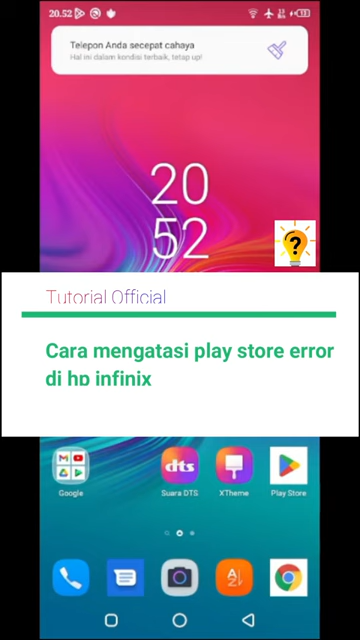 20.52
Telepon Anda secepat cahaya
Hal ini dalam kondisi terbaik, tetap up!
20
52
?
Tutorial Official
Cara mengatasi play store error
di hp infinix
Google
dts
Suara DTS
XTheme
Play Store